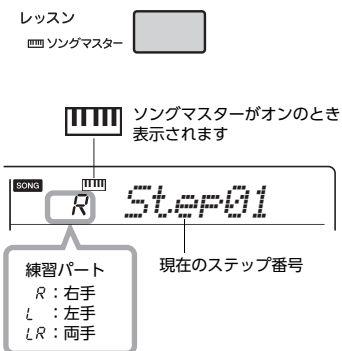 レッスン
ソングマスター
ソングマスターがオンのとき
表示されます
SONG
R Step01
練習パート
現在のステップ番号
R:右手
L:左手
LR:両手